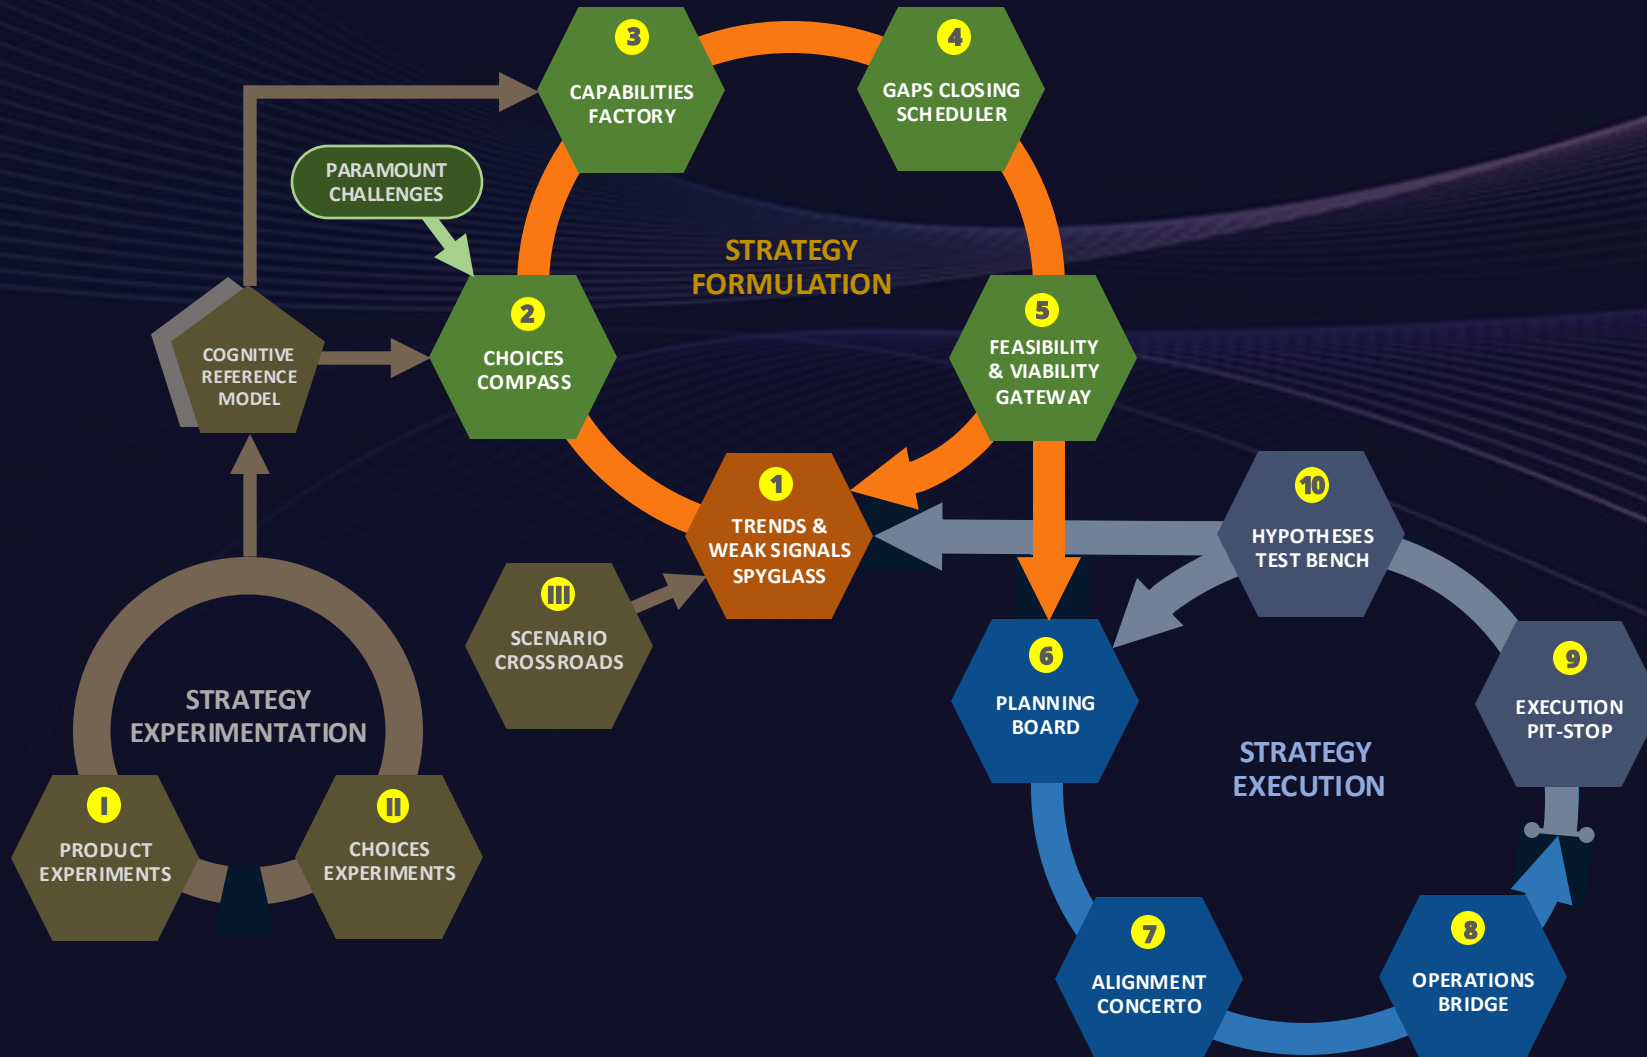 3
CAPABILITIES
FACTORY
4
GAPS CLOSING
SCHEDULER
PARAMOUNT
CHALLENGES
STRATEGY
FORMULATION
2
CHOICES
COMPASS
5
FEASIBILITY
& VIABILITY
GATEWAY
COGNITIVE
REFERENCE
MODEL
1
TRENDS &
WEAK SIGNALS
SPYGLASS
10
HYPOTHESES
TEST BENCH
III
SCENARIO
CROSSROADS
6
PLANNING
BOARD
9
EXECUTION
PIT-STOP
STRATEGY
EXPERIMENTATION
STRATEGY
EXECUTION
I
PRODUCT
EXPERIMENTS
II
CHOICES
EXPERIMENTS
7
ALIGNMENT
CONCERTO
8
OPERATIONS
BRIDGE